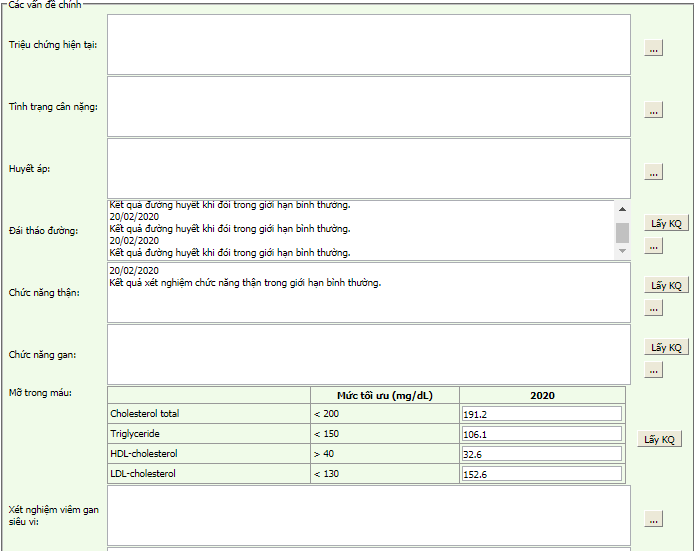 Các vấn đề chính
Triệu chứng hiện tại:
...
Tình trạng cân nặng:
...
Huyết áp:
...
Đái tháo đường:
Kết quả đường huyết khi đói trong giới hạn bình thường.
20/02/2020
Kết quả đường huyết khi đói trong giới hạn bình thường.
20/02/2020
Kết quả đường huyết khi đói trong giới hạn bình thường.
Lấy KQ
...
Chức năng thận:
20/02/2020
Kết quả xét nghiệm chức năng thận trong giới hạn bình thường.
Lấy KQ
...
Chức năng gan:
Lấy KQ
...
Mỡ trong máu:
Mức tối ưu (mg/dL) 2020
Cholesterol total < 200 191.2
Triglyceride < 150 106.1
HDL-cholesterol > 40 32.6
LDL-cholesterol < 130 152.6
Lấy KQ
Xét nghiệm viêm gan
siêu vi:
...